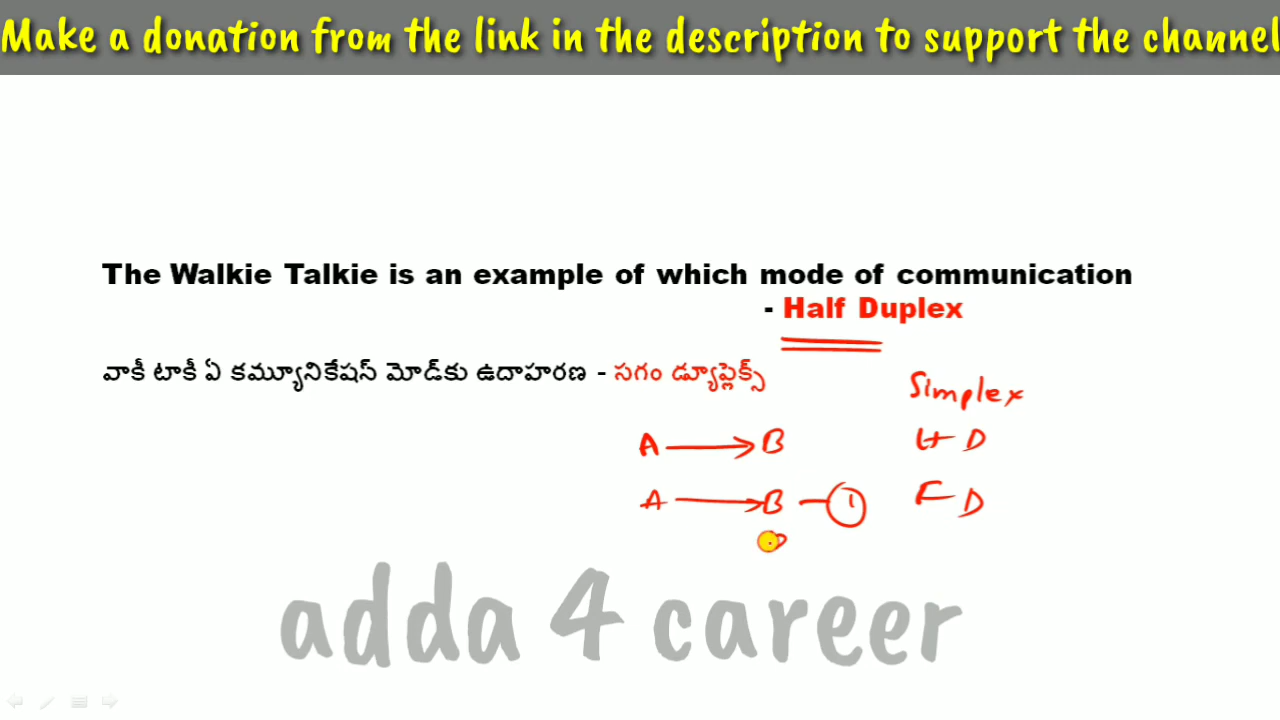 Make a donation from the link in the description to support the channel
The Walkie Talkie is an example of which mode of communication
- Half Duplex
వాకీ టాకీ ఏ కమ్యూనికేషన్ మోడ్‌కు ఉదాహరణ - సగం డ్యూప్లెక్స్
Simplex
A → B
H D
A → B - 1
F D
adda 4 career